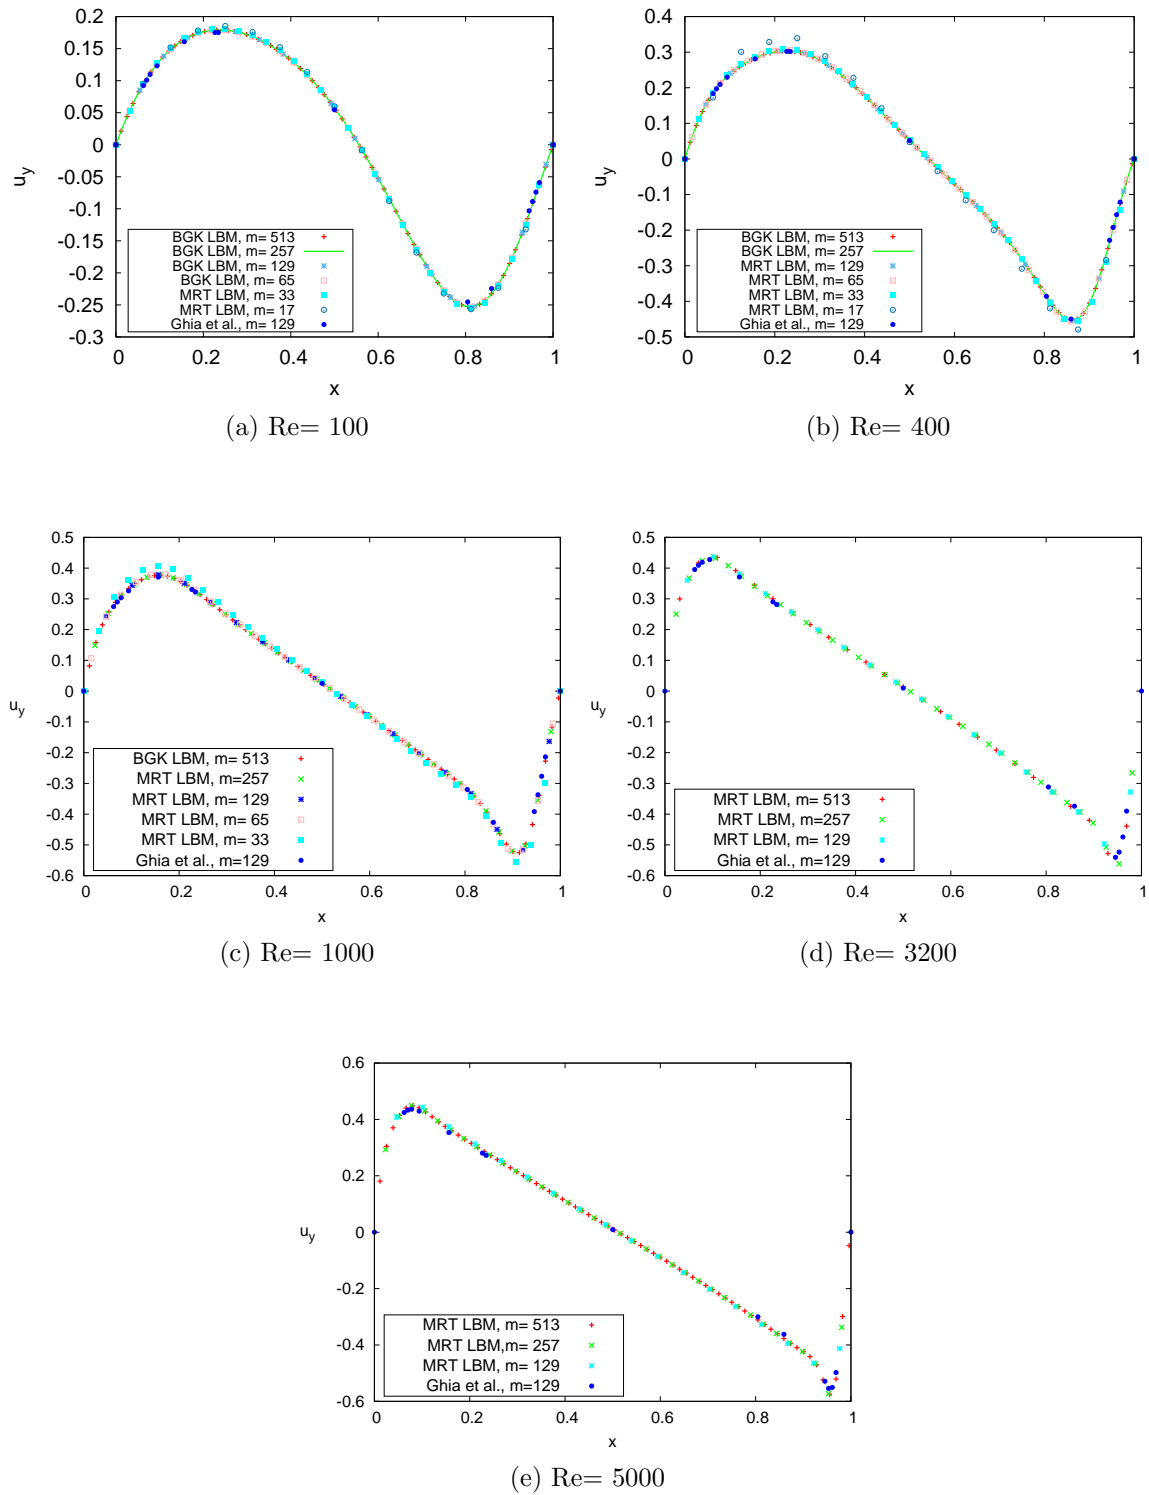 0.2
0.15
0.1
0.05
0
-0.05
-0.1
-0.15
-0.2
-0.25
-0.3
u_y
BGK LBM, m= 513
BGK LBM, m= 257
BGK LBM, m= 129
BGK LBM, m= 65
MRT LBM, m= 33
MRT LBM, m= 17
Ghia et al., m= 129
0 0.2 0.4 0.6 0.8 1
x
(a) Re= 100
0.4
0.3
0.2
0.1
0
-0.1
-0.2
-0.3
-0.4
-0.5
u_y
BGK LBM, m= 513
BGK LBM, m= 257
MRT LBM, m= 129
MRT LBM, m= 65
MRT LBM, m= 33
MRT LBM, m= 17
Ghia et al., m= 129
0 0.2 0.4 0.6 0.8 1
x
(b) Re= 400
0.5
0.4
0.3
0.2
0.1
0
-0.1
-0.2
-0.3
-0.4
-0.5
-0.6
u_y
BGK LBM, m= 513
MRT LBM, m=257
MRT LBM, m= 129
MRT LBM, m= 65
MRT LBM, m= 33
Ghia et al., m=129
0 0.2 0.4 0.6 0.8 1
x
(c) Re= 1000
0.5
0.4
0.3
0.2
0.1
0
-0.1
-0.2
-0.3
-0.4
-0.5
-0.6
u_y
MRT LBM, m= 513
MRT LBM, m=257
MRT LBM, m= 129
Ghia et al., m=129
0 0.2 0.4 0.6 0.8 1
x
(d) Re= 3200
0.6
0.4
0.2
0
-0.2
-0.4
-0.6
u_y
MRT LBM, m= 513
MRT LBM,m= 257
MRT LBM, m= 129
Ghia et al., m=129
0 0.2 0.4 0.6 0.8 1
x
(e) Re= 5000